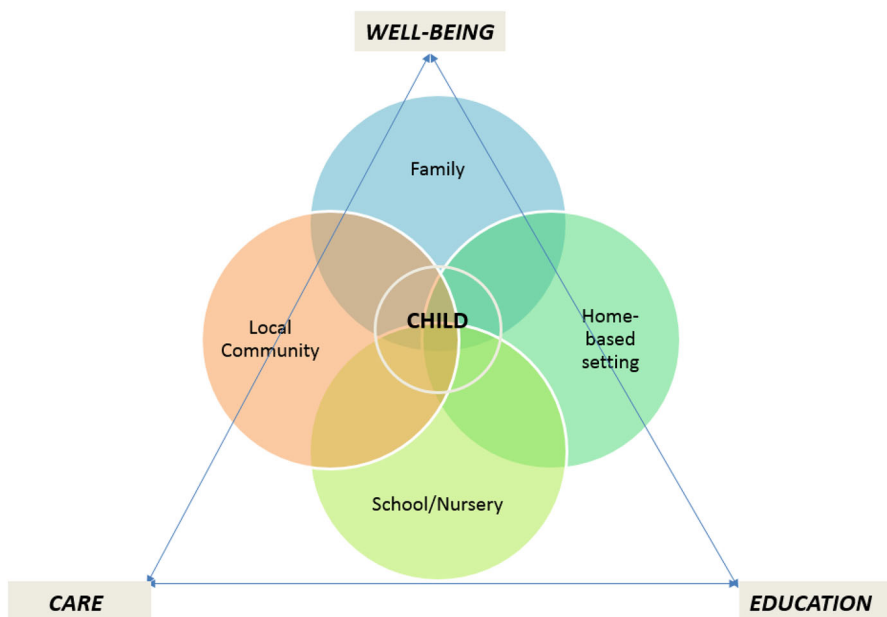 WELL-BEING
Family
CHILD
Local
Community
Home-
based
setting
School/Nursery
CARE
EDUCATION